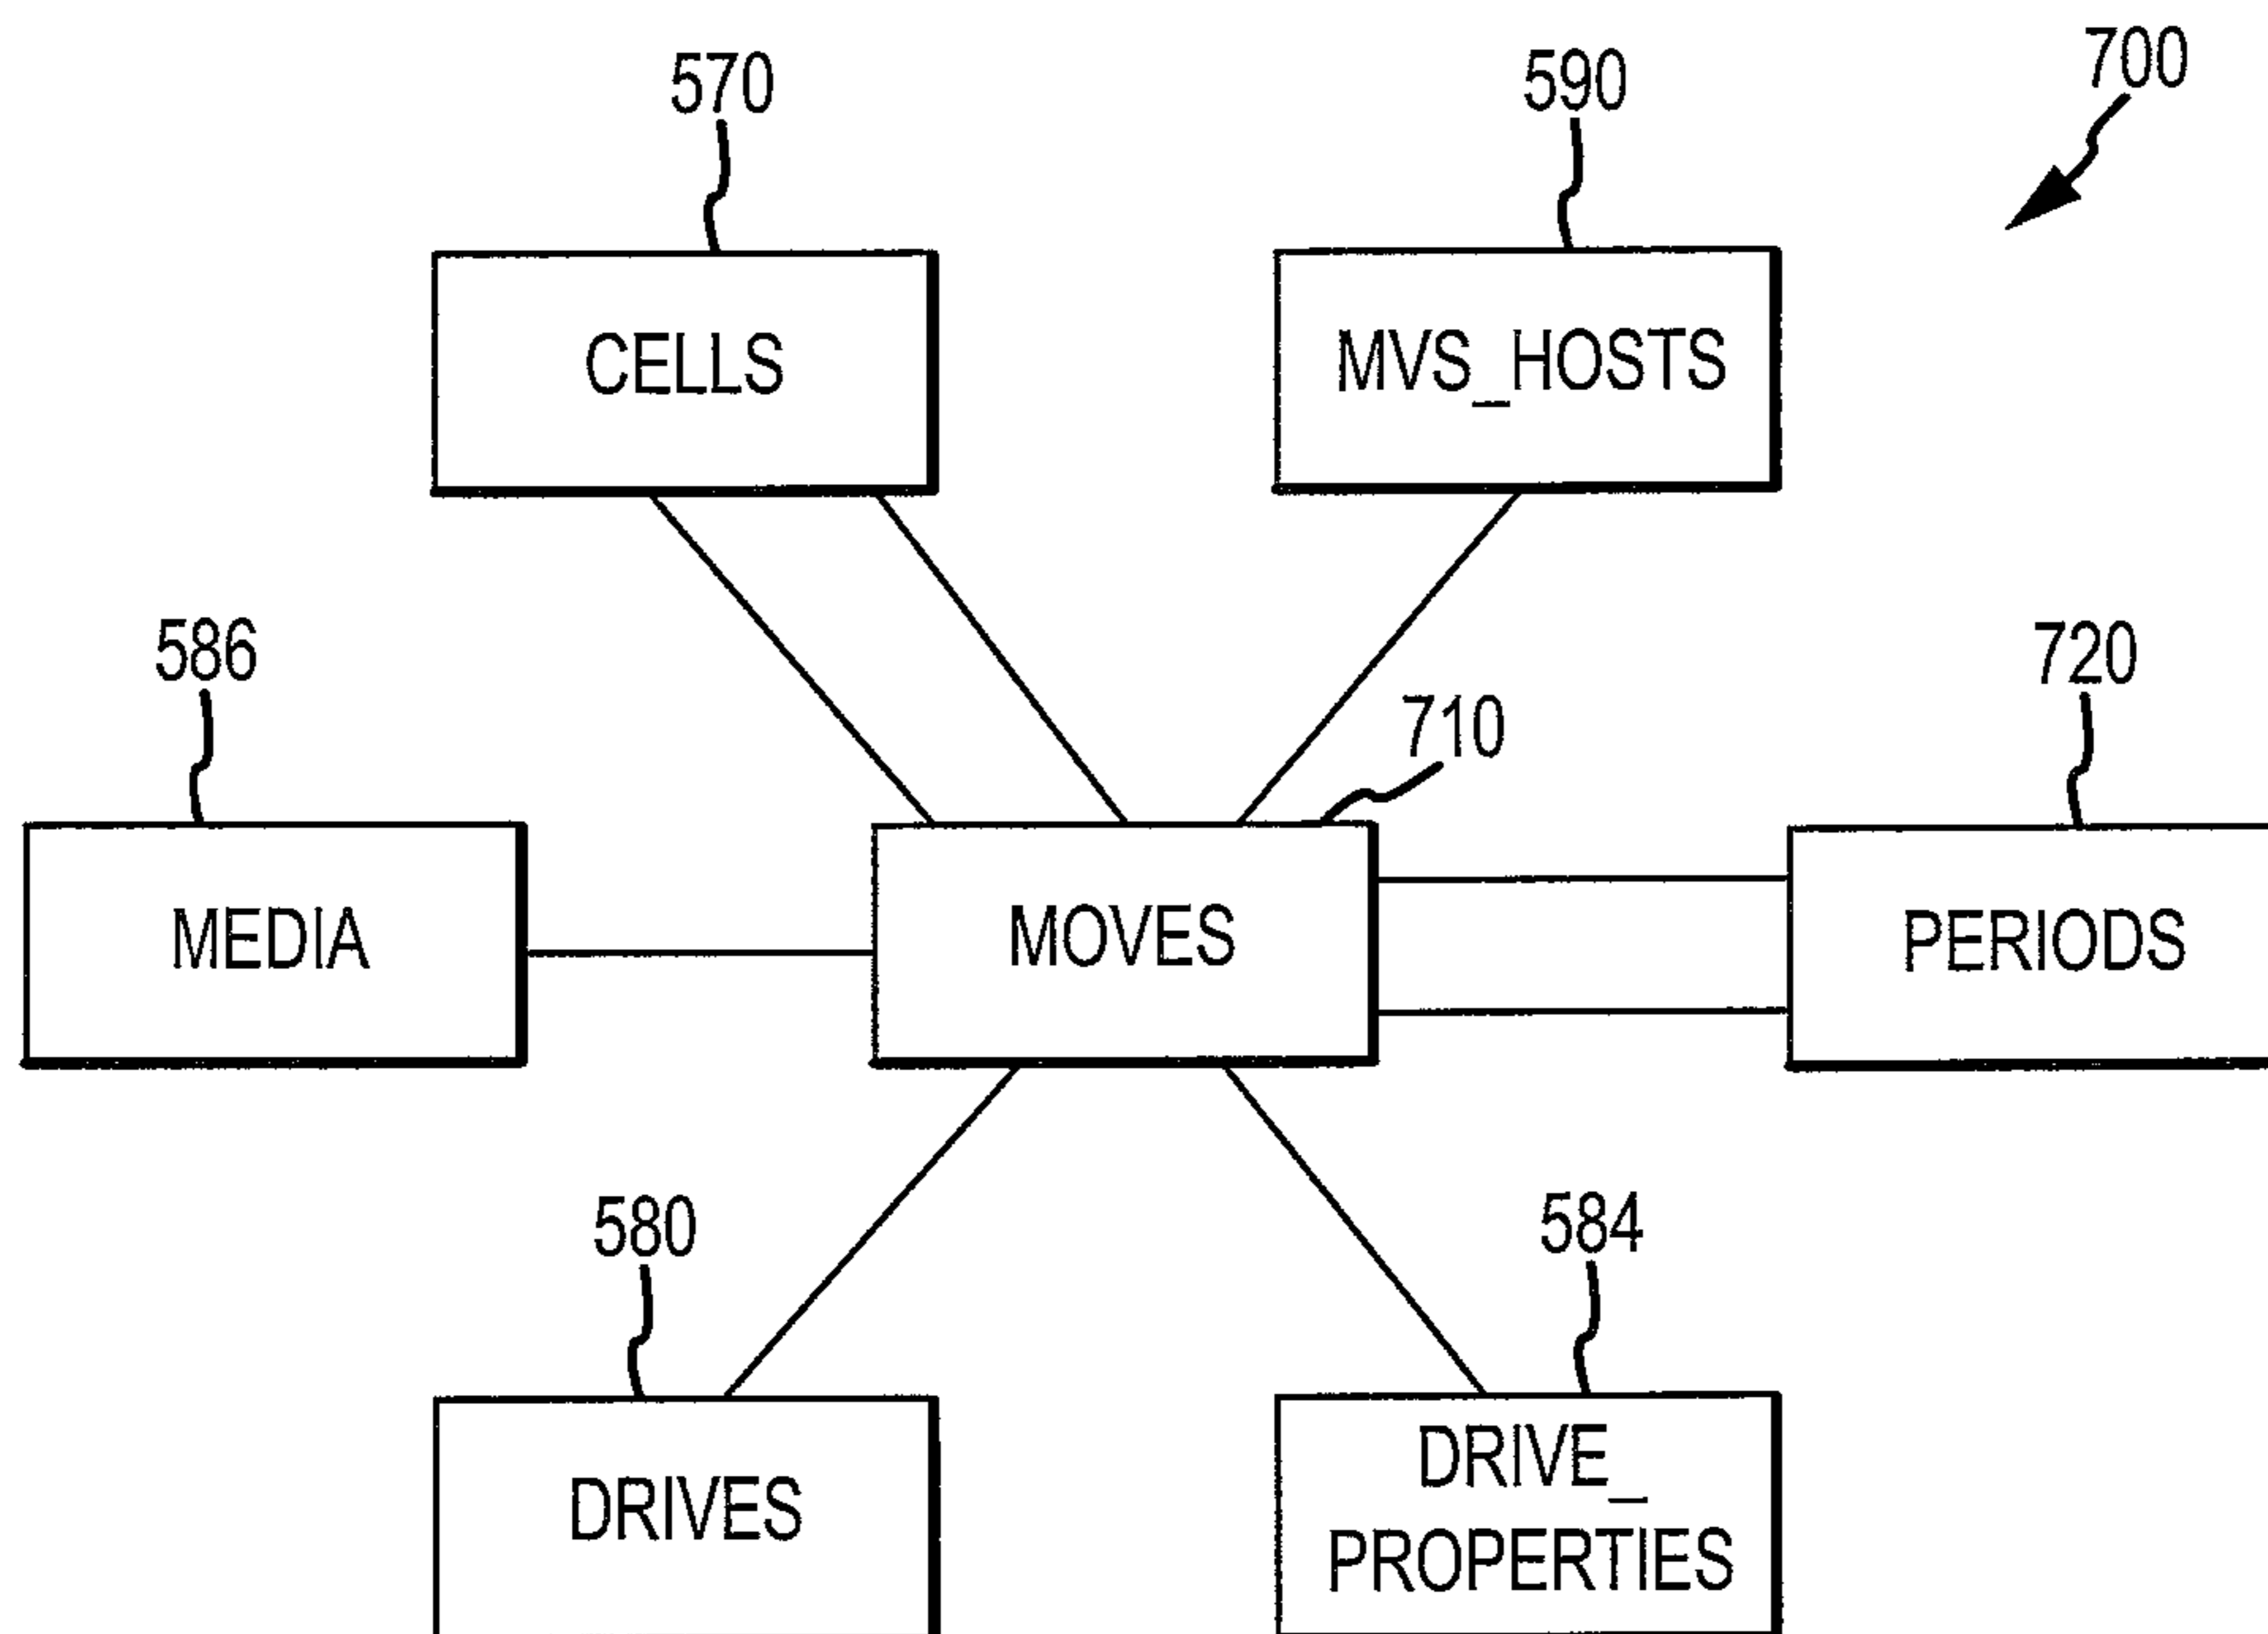 700
570
590
CELLS
MVS_HOSTS
586
710
720
MEDIA
MOVES
PERIODS
580
584
DRIVES
DRIVE_
PROPERTIES